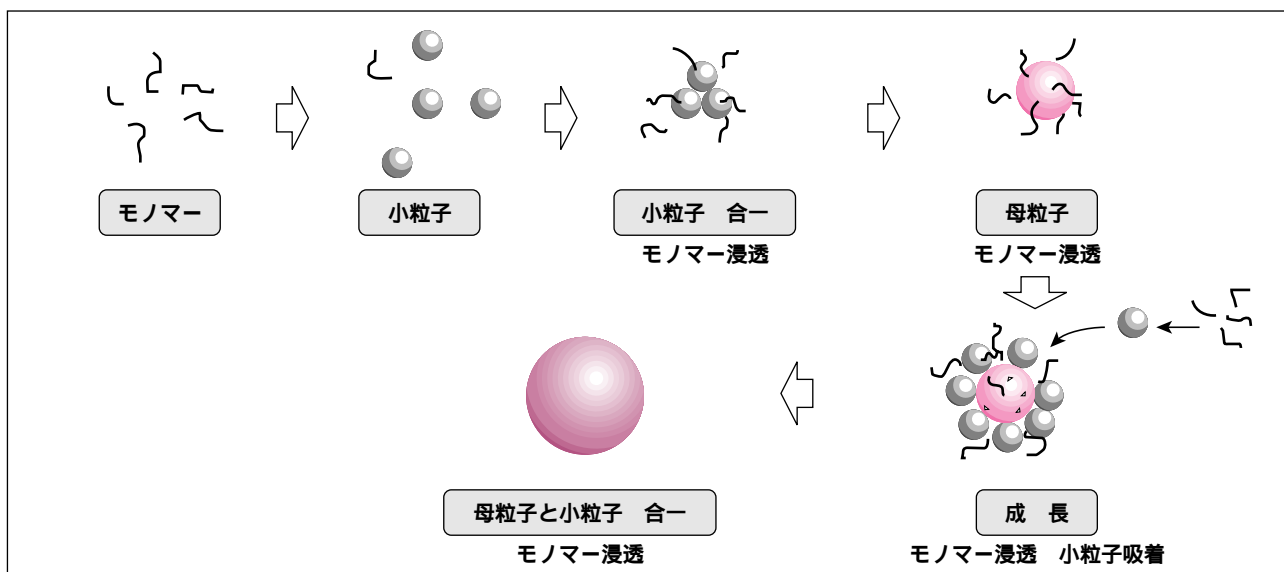 モノマー
小粒子
小粒子　合一
モノマー浸透
母粒子
モノマー浸透
成　長
モノマー浸透　小粒子吸着
母粒子と小粒子　合一
モノマー浸透